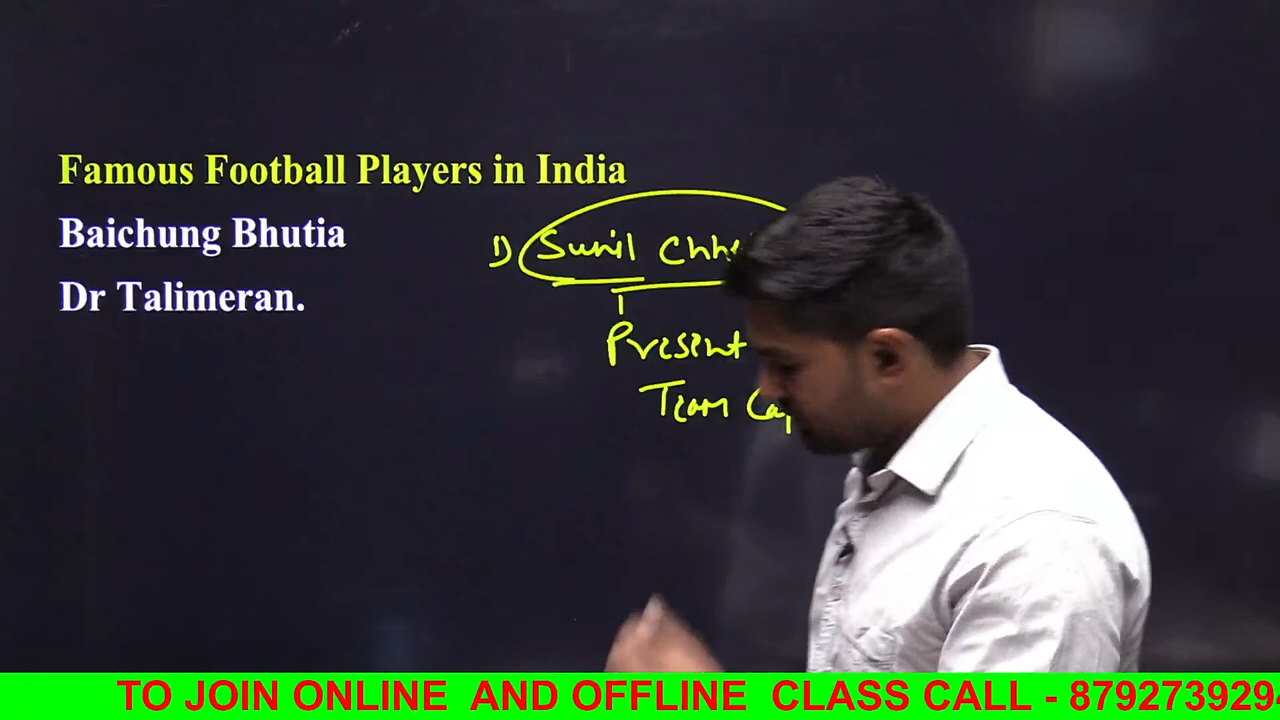 Famous Football Players in India
Baichung Bhutia
Dr Talimeran.
1) Sunil
Present
Team
TO JOIN ONLINE AND OFFLINE CLASS CALL - 879273929